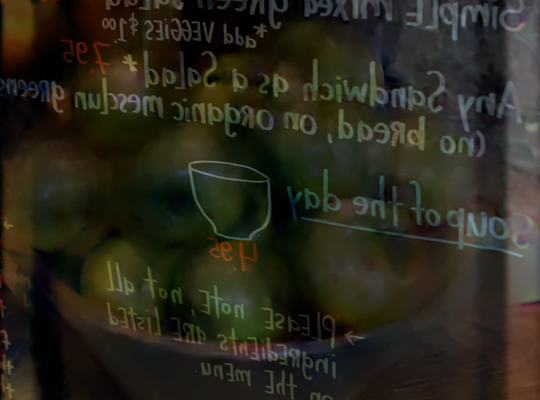 Simple mixed green salad
*add VEGGIES $1.00
Any Sandwich as a Salad * 7.95
(no bread, on organic mesclun greens
Soup of the day
4.95
← PLEASE NOTE, not all
ingredients are listed
on the menu.